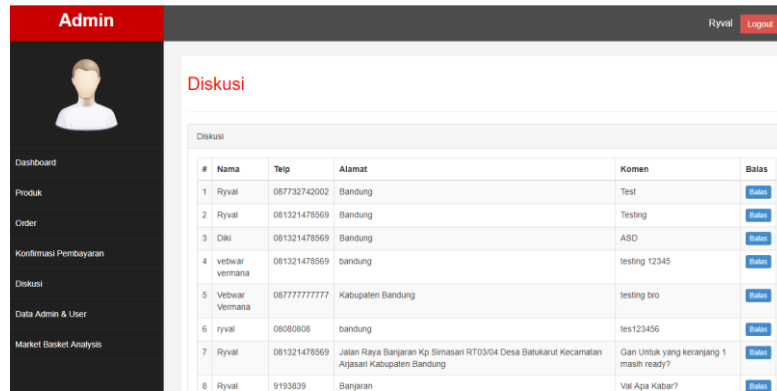 Admin
Ryval Logout
Diskusi
Diskusi
Dashboard
Produk
Order
Konfirmasi Pembayaran
Diskusi
Data Admin & User
Market Basket Analysis
# Nama Telp Alamat Komen Balas
1 Ryval 087732742002 Bandung Test Balas
2 Ryval 081321478569 Bandung Testing Balas
3 Diki 081321478569 Bandung ASD Balas
4 vebwar vermana 081321478569 bandung testing 12345 Balas
5 Vebwar Vermana 087777777777 Kabupaten Bandung testing bro Balas
6 ryval 08080808 bandung tes123456 Balas
7 Ryval 081321478569 Jalan Raya Banjaran Kp.Simasari RT03/04 Desa Batukarut Kecamatan Arjasari Kabupaten Bandung Gan Untuk yang keranjang 1 masih ready? Balas
8 Ryval 9193839 Banjaran Val Apa Kabar? Balas